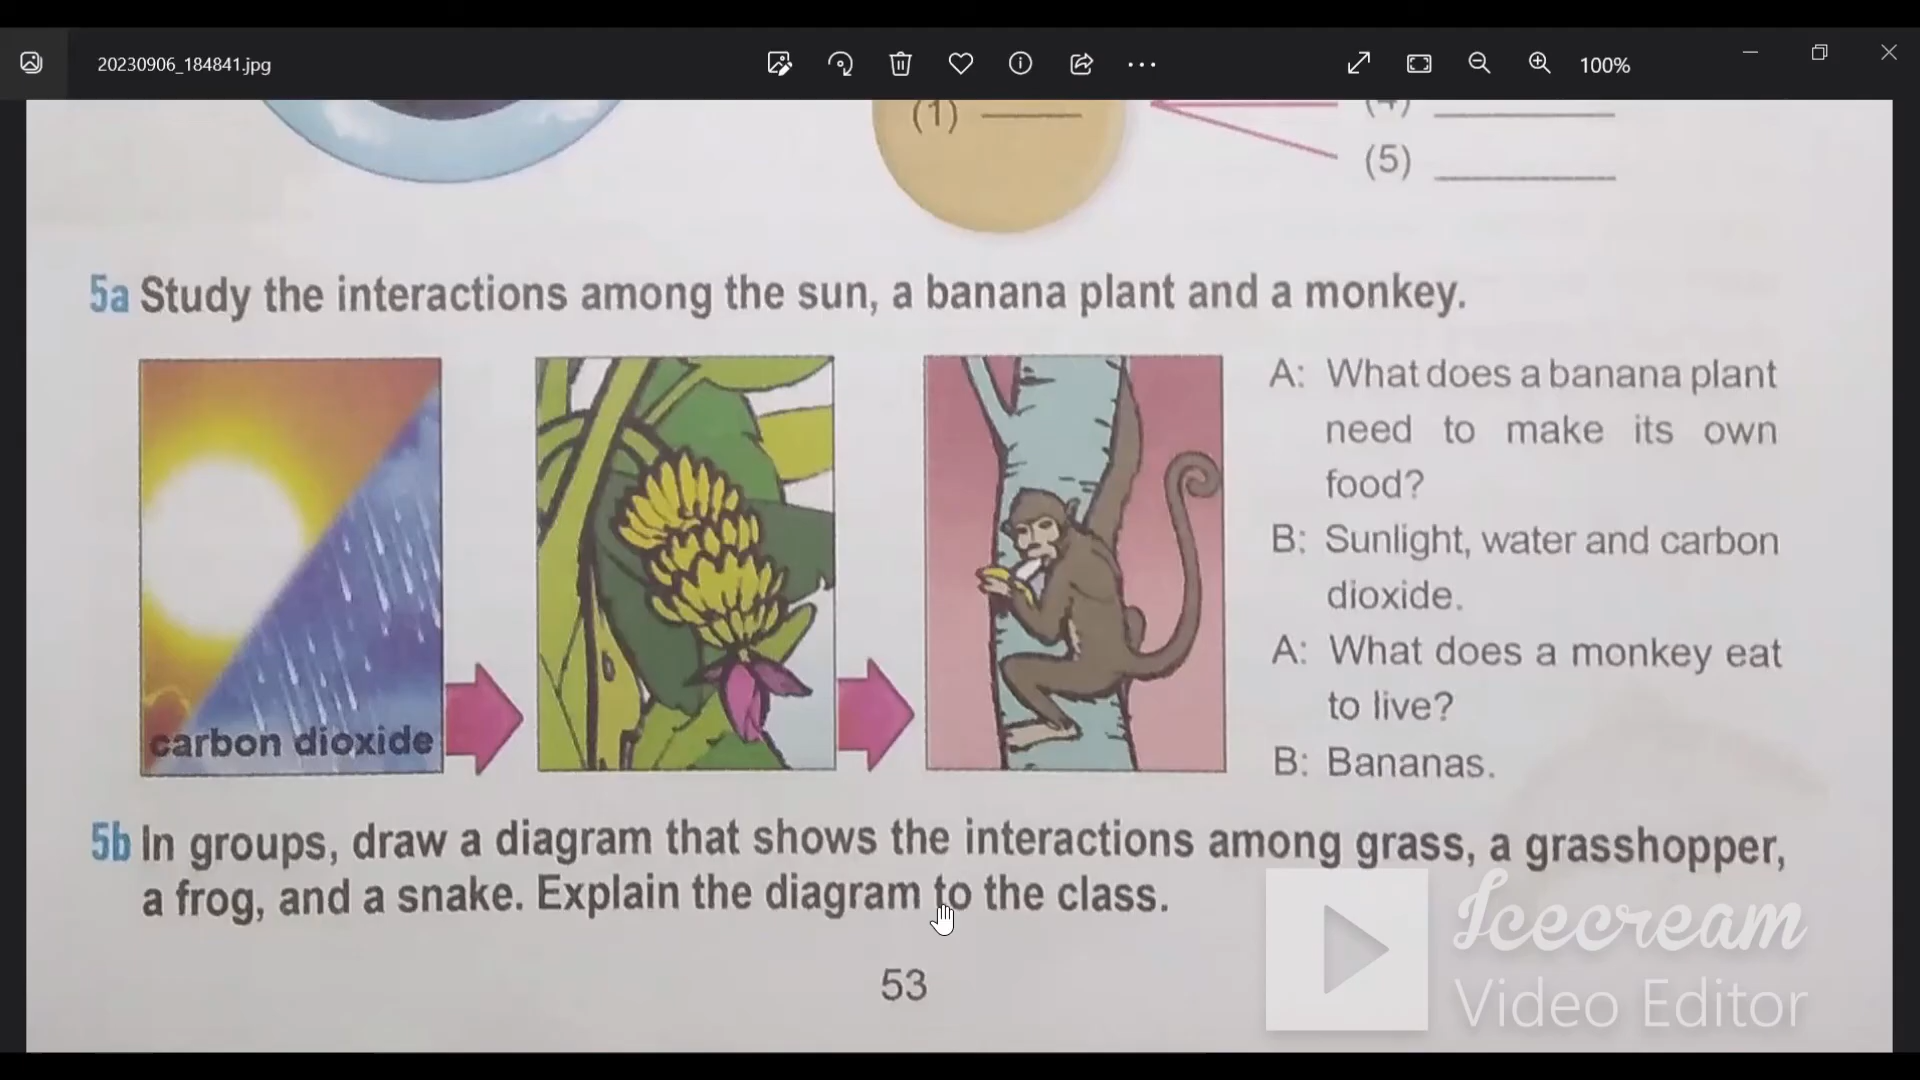 20230906_184841.jpg
100%
(1)
(4)
(5)
5a Study the interactions among the sun, a banana plant and a monkey.
carbon dioxide
A: What does a banana plant
need to make its own
food?
B: Sunlight, water and carbon
dioxide.
A: What does a monkey eat
to live?
B: Bananas.
5b In groups, draw a diagram that shows the interactions among grass, a grasshopper,
a frog, and a snake. Explain the diagram to the class.
53
Icecream
Video Editor